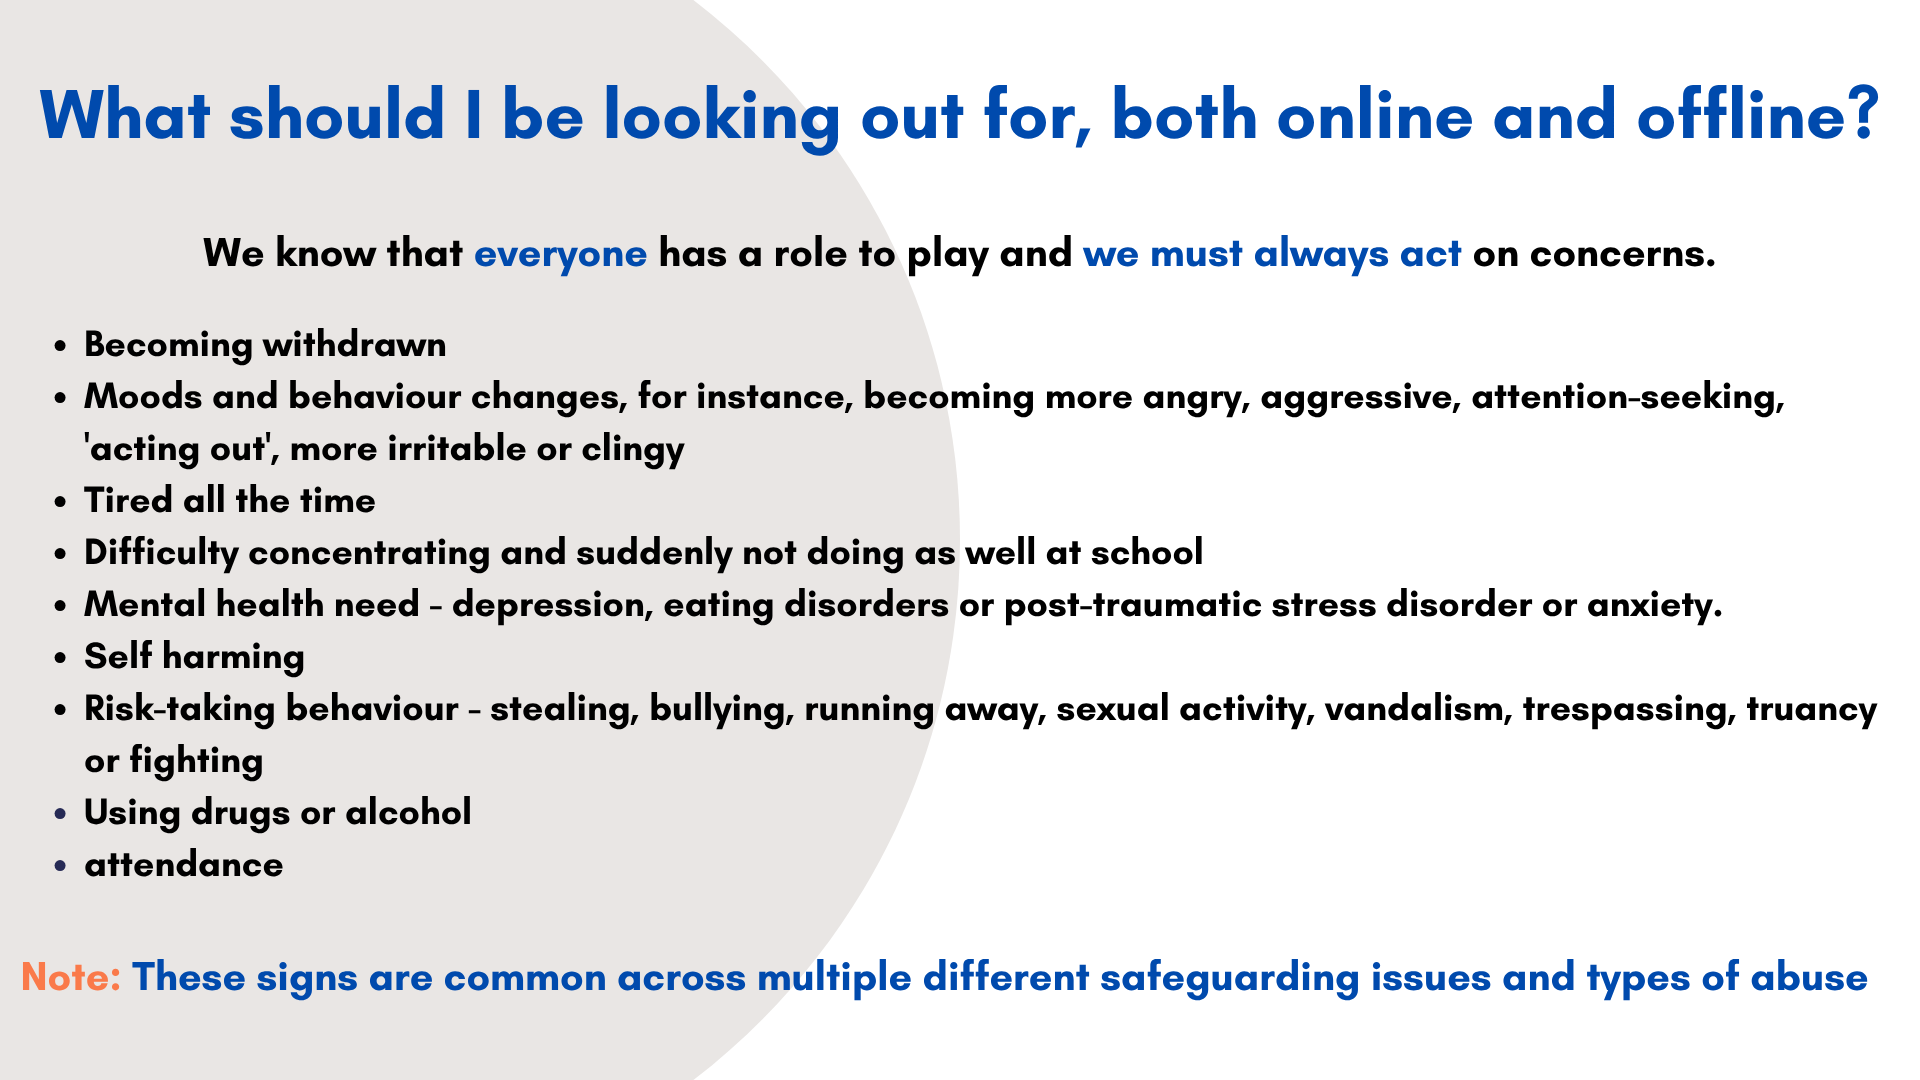 What should I be looking out for, both online and offline?
We know that everyone has a role to play and we must always act on concerns.
• Becoming withdrawn
• Moods and behaviour changes, for instance, becoming more angry, aggressive, attention-seeking,
'acting out', more irritable or clingy
• Tired all the time
• Difficulty concentrating and suddenly not doing as well at school
• Mental health need - depression, eating disorders or post-traumatic stress disorder or anxiety.
• Self harming
• Risk-taking behaviour - stealing, bullying, running away, sexual activity, vandalism, trespassing, truancy
or fighting
• Using drugs or alcohol
• attendance
Note: These signs are common across multiple different safeguarding issues and types of abuse